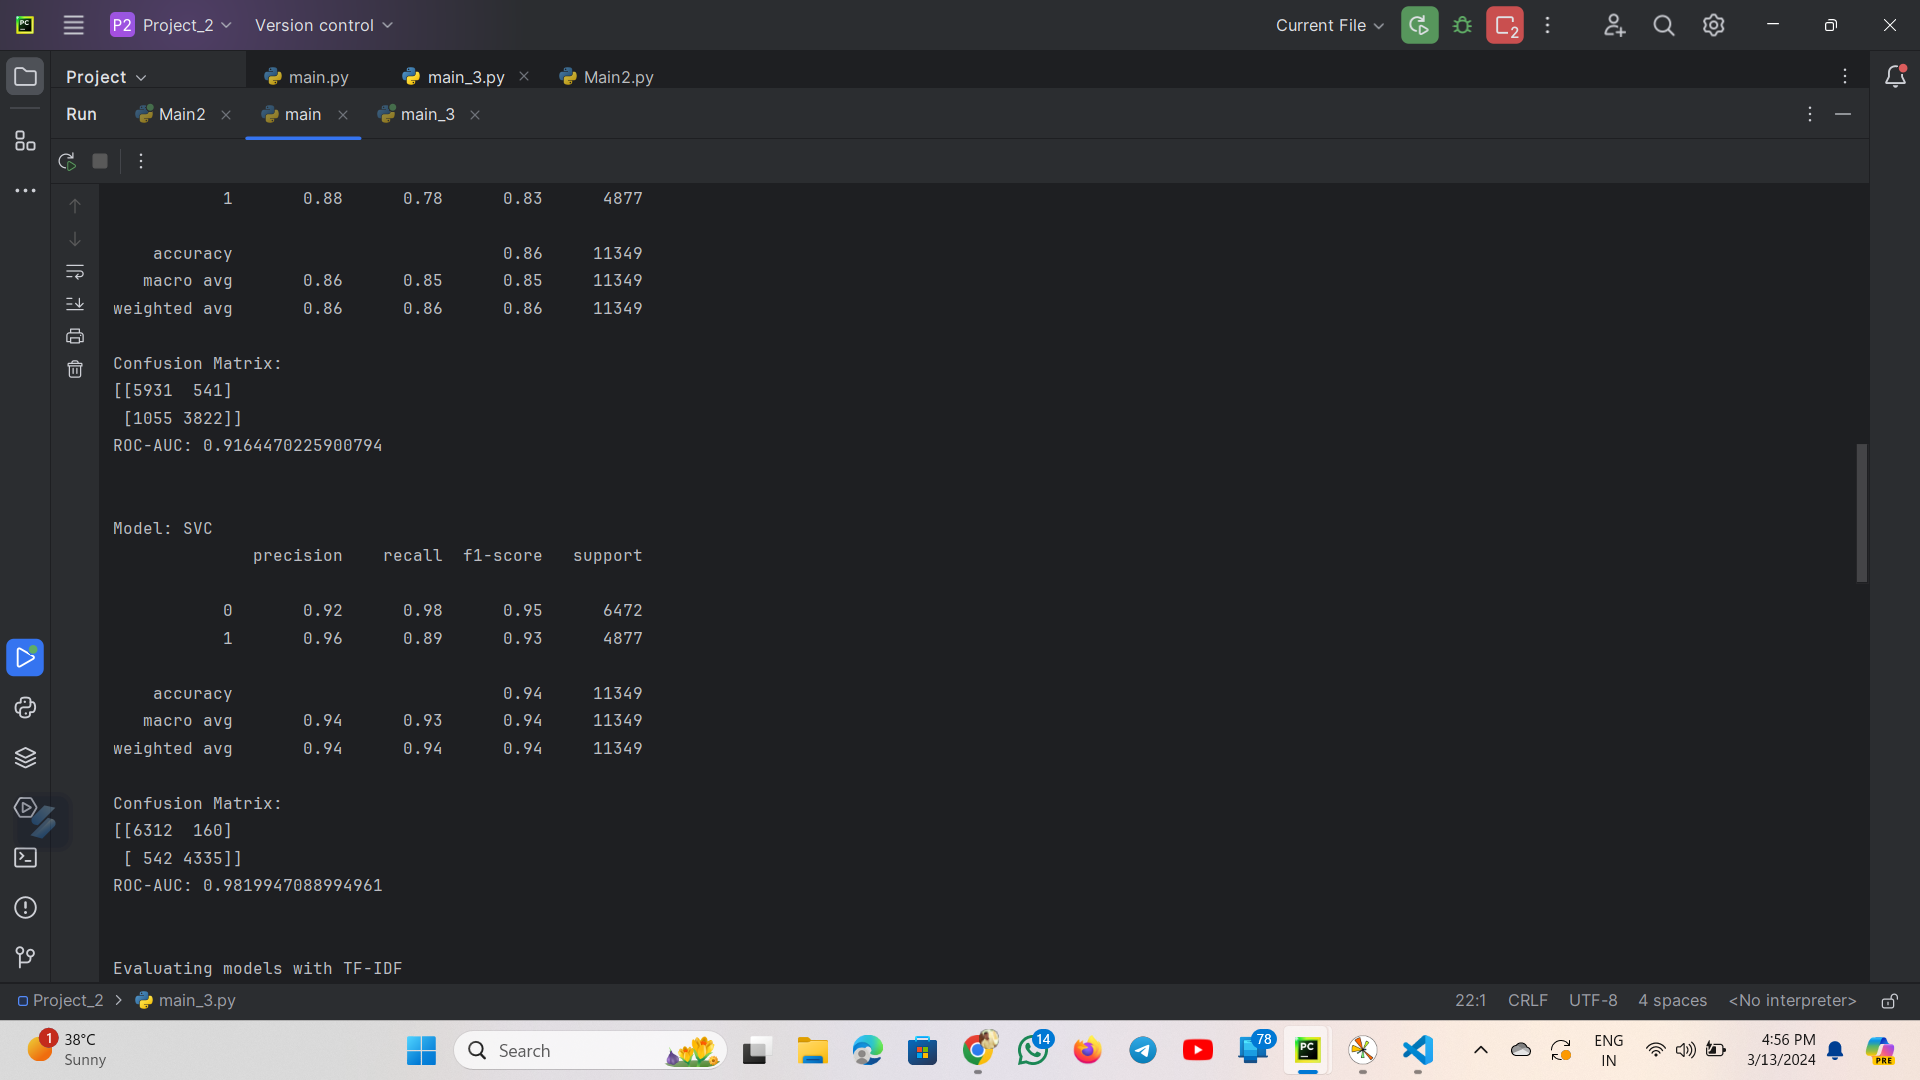 P2 Project_2 Version control Current File 2
Project main.py main_3.py Main2.py
Run Main2 main main_3
           1       0.88      0.78      0.83      4877

    accuracy                           0.86     11349
   macro avg       0.86      0.85      0.85     11349
weighted avg       0.86      0.86      0.86     11349

Confusion Matrix:
[[5931  541]
 [1055 3822]]
ROC-AUC: 0.9164470225900794

Model: SVC
              precision    recall  f1-score   support

           0       0.92      0.98      0.95      6472
           1       0.96      0.89      0.93      4877

    accuracy                           0.94     11349
   macro avg       0.94      0.93      0.94     11349
weighted avg       0.94      0.94      0.94     11349

Confusion Matrix:
[[6312  160]
 [ 542 4335]]
ROC-AUC: 0.9819947088994961

Evaluating models with TF-IDF
Project_2 > main_3.py 22:1 CRLF UTF-8 4 spaces <No interpreter>
1 38°C Search 14 78 PC ENG 4:56 PM
Sunny IN 3/13/2024 PRE